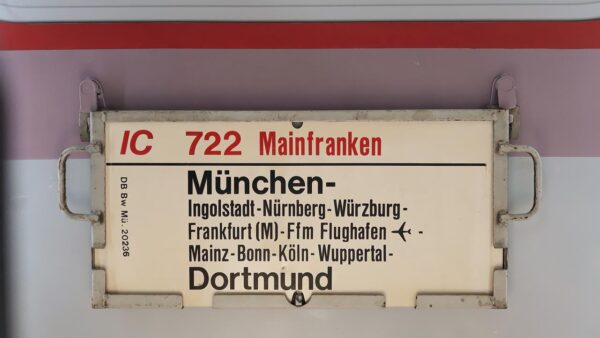 IC 722 Mainfranken
München-
Ingolstadt-Nürnberg-Würzburg-
Frankfurt (M)-Ffm Flughafen ✈ -
Mainz-Bonn-Köln-Wuppertal-
Dortmund
DB Bw Mü. 20236